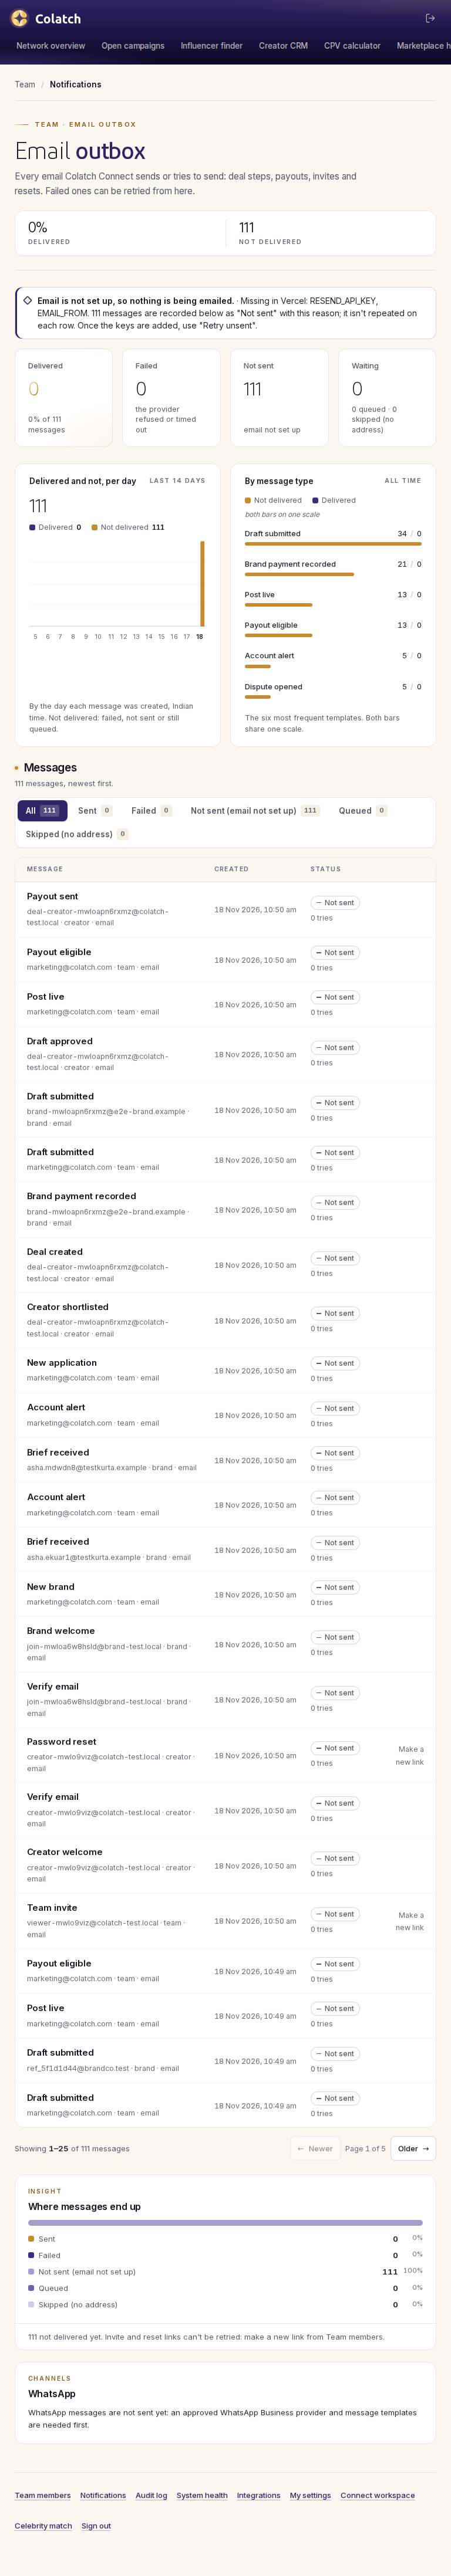 Colatch
Network overview
Open campaigns
Influencer finder
Creator CRM
CPV calculator
Marketplace h
Team / Notifications
TEAM · EMAIL OUTBOX
Email outbox
Every email Colatch Connect sends or tries to send: deal steps, payouts, invites and
resets. Failed ones can be retried from here.
0%
DELIVERED
111
NOT DELIVERED
Email is not set up, so nothing is being emailed. · Missing in Vercel: RESEND_API_KEY,
EMAIL_FROM. 111 messages are recorded below as "Not sent" with this reason; it isn't repeated on
each row. Once the keys are added, use "Retry unsent".
Delivered
0
0% of 111
messages
Failed
0
the provider
refused or timed
out
Not sent
111
email not set up
Waiting
0
0 queued · 0
skipped (no
address)
Delivered and not, per day
LAST 14 DAYS
111
Delivered 0
Not delivered 111
5 6 7 8 9 10 11 12 13 14 15 16 17 18
By the day each message was created, Indian
time. Not delivered: failed, not sent or still
queued.
By message type
ALL TIME
Not delivered
Delivered
both bars on one scale
Draft submitted 34 / 0
Brand payment recorded 21 / 0
Post live 13 / 0
Payout eligible 13 / 0
Account alert 5 / 0
Dispute opened 5 / 0
The six most frequent templates. Both bars
share one scale.
Messages
111 messages, newest first.
All 111
Sent 0
Failed 0
Not sent (email not set up) 111
Queued 0
Skipped (no address) 0
MESSAGE CREATED STATUS
Payout sent
deal-creator-mwloapn6rxmz@colatch-
test.local · creator · email
18 Nov 2026, 10:50 am
– Not sent
0 tries
Payout eligible
marketing@colatch.com · team · email
18 Nov 2026, 10:50 am
– Not sent
0 tries
Post live
marketing@colatch.com · team · email
18 Nov 2026, 10:50 am
– Not sent
0 tries
Draft approved
deal-creator-mwloapn6rxmz@colatch-
test.local · creator · email
18 Nov 2026, 10:50 am
– Not sent
0 tries
Draft submitted
brand-mwloapn6rxmz@e2e-brand.example ·
brand · email
18 Nov 2026, 10:50 am
– Not sent
0 tries
Draft submitted
marketing@colatch.com · team · email
18 Nov 2026, 10:50 am
– Not sent
0 tries
Brand payment recorded
brand-mwloapn6rxmz@e2e-brand.example ·
brand · email
18 Nov 2026, 10:50 am
– Not sent
0 tries
Deal created
deal-creator-mwloapn6rxmz@colatch-
test.local · creator · email
18 Nov 2026, 10:50 am
– Not sent
0 tries
Creator shortlisted
deal-creator-mwloapn6rxmz@colatch-
test.local · creator · email
18 Nov 2026, 10:50 am
– Not sent
0 tries
New application
marketing@colatch.com · team · email
18 Nov 2026, 10:50 am
– Not sent
0 tries
Account alert
marketing@colatch.com · team · email
18 Nov 2026, 10:50 am
– Not sent
0 tries
Brief received
asha.mdwdn8@testkurta.example · brand · email
18 Nov 2026, 10:50 am
– Not sent
0 tries
Account alert
marketing@colatch.com · team · email
18 Nov 2026, 10:50 am
– Not sent
0 tries
Brief received
asha.ekuar1@testkurta.example · brand · email
18 Nov 2026, 10:50 am
– Not sent
0 tries
New brand
marketing@colatch.com · team · email
18 Nov 2026, 10:50 am
– Not sent
0 tries
Brand welcome
join-mwloa6w8hsld@brand-test.local · brand ·
email
18 Nov 2026, 10:50 am
– Not sent
0 tries
Verify email
join-mwloa6w8hsld@brand-test.local · brand ·
email
18 Nov 2026, 10:50 am
– Not sent
0 tries
Password reset
creator-mwlo9viz@colatch-test.local · creator ·
email
18 Nov 2026, 10:50 am
– Not sent
0 tries
Make a
new link
Verify email
creator-mwlo9viz@colatch-test.local · creator ·
email
18 Nov 2026, 10:50 am
– Not sent
0 tries
Creator welcome
creator-mwlo9viz@colatch-test.local · creator ·
email
18 Nov 2026, 10:50 am
– Not sent
0 tries
Team invite
viewer-mwlo9viz@colatch-test.local · team ·
email
18 Nov 2026, 10:50 am
– Not sent
0 tries
Make a
new link
Payout eligible
marketing@colatch.com · team · email
18 Nov 2026, 10:49 am
– Not sent
0 tries
Post live
marketing@colatch.com · team · email
18 Nov 2026, 10:49 am
– Not sent
0 tries
Draft submitted
ref_5f1d1d44@brandco.test · brand · email
18 Nov 2026, 10:49 am
– Not sent
0 tries
Draft submitted
marketing@colatch.com · team · email
18 Nov 2026, 10:49 am
– Not sent
0 tries
Showing 1–25 of 111 messages
← Newer
Page 1 of 5
Older →
INSIGHT
Where messages end up
Sent 0 0%
Failed 0 0%
Not sent (email not set up) 111 100%
Queued 0 0%
Skipped (no address) 0 0%
111 not delivered yet. Invite and reset links can't be retried: make a new link from Team members.
CHANNELS
WhatsApp
WhatsApp messages are not sent yet: an approved WhatsApp Business provider and message templates
are needed first.
Team members
Notifications
Audit log
System health
Integrations
My settings
Connect workspace
Celebrity match
Sign out